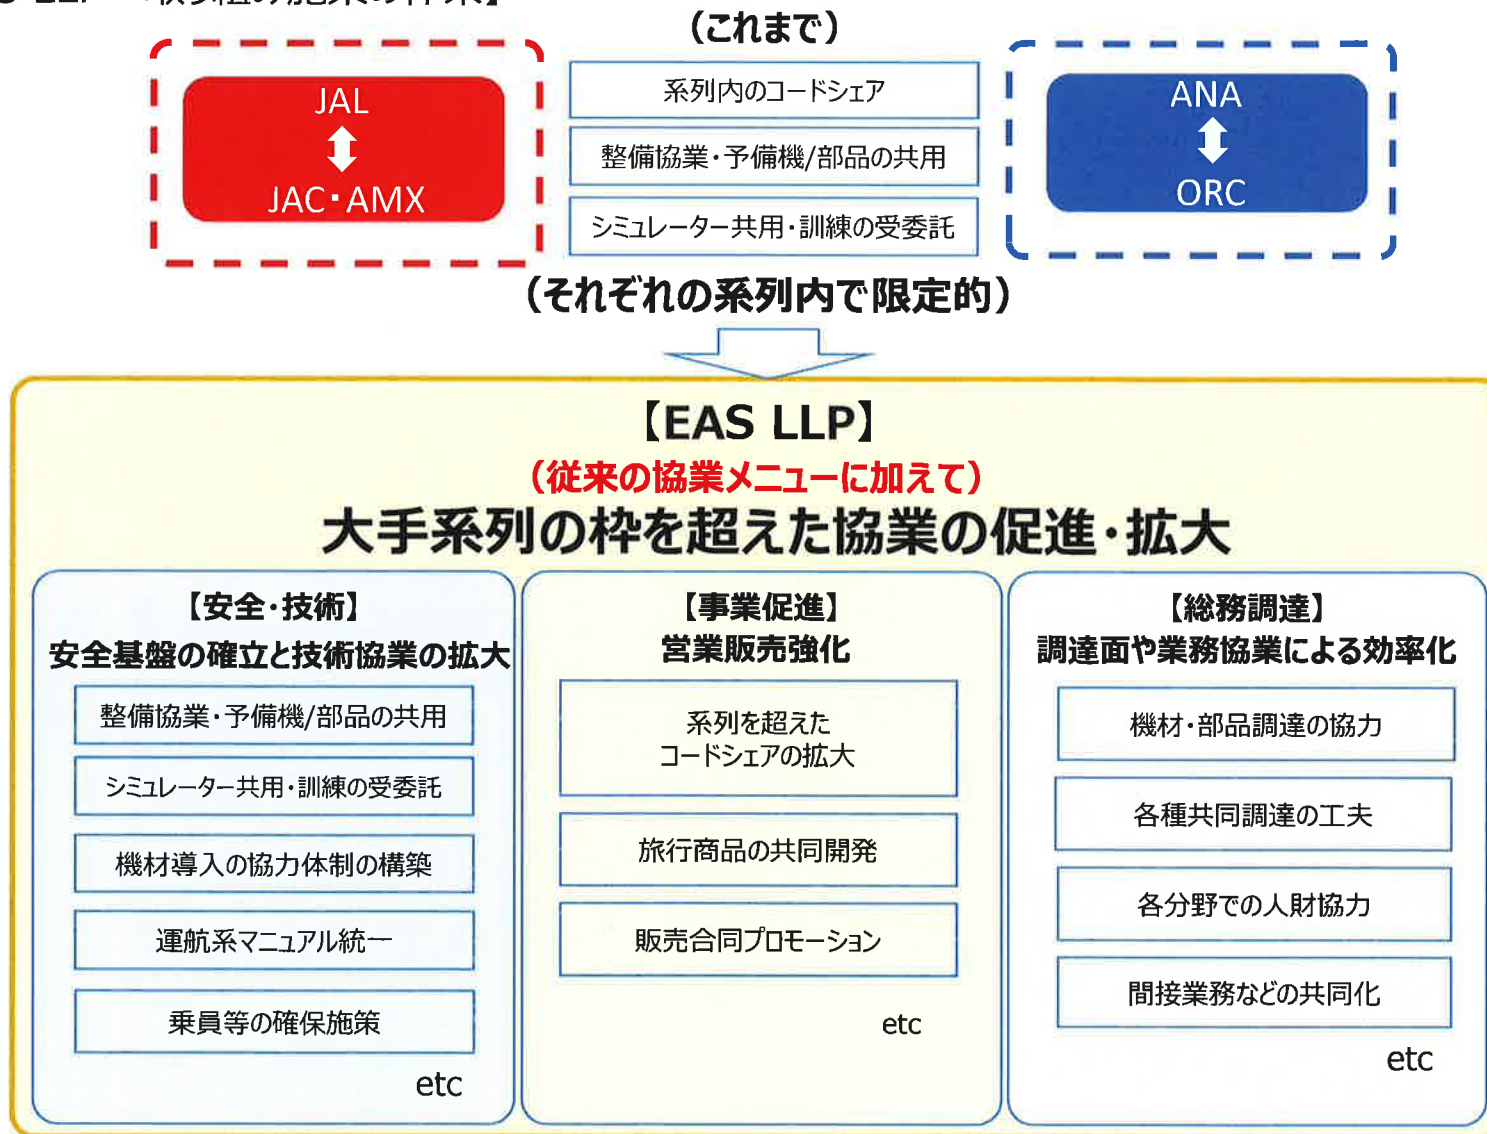 (これまで)
JAL
JAC・AMX
系列内のコードシェア
整備協業・予備機/部品の共用
シミュレーター共用・訓練の受委託
ANA
ORC
(それぞれの系列内で限定的)
【EAS LLP】
(従来の協業メニューに加えて)
大手系列の枠を超えた協業の促進・拡大
【安全・技術】
安全基盤の確立と技術協業の拡大
整備協業・予備機/部品の共用
シミュレーター共用・訓練の受委託
機材導入の協力体制の構築
運航系マニュアル統一
乗員等の確保施策
etc
【事業促進】
営業販売強化
系列を超えた
コードシェアの拡大
旅行商品の共同開発
販売合同プロモーション
etc
【総務調達】
調達面や業務協業による効率化
機材・部品調達の協力
各種共同調達の工夫
各分野での人財協力
間接業務などの共同化
etc